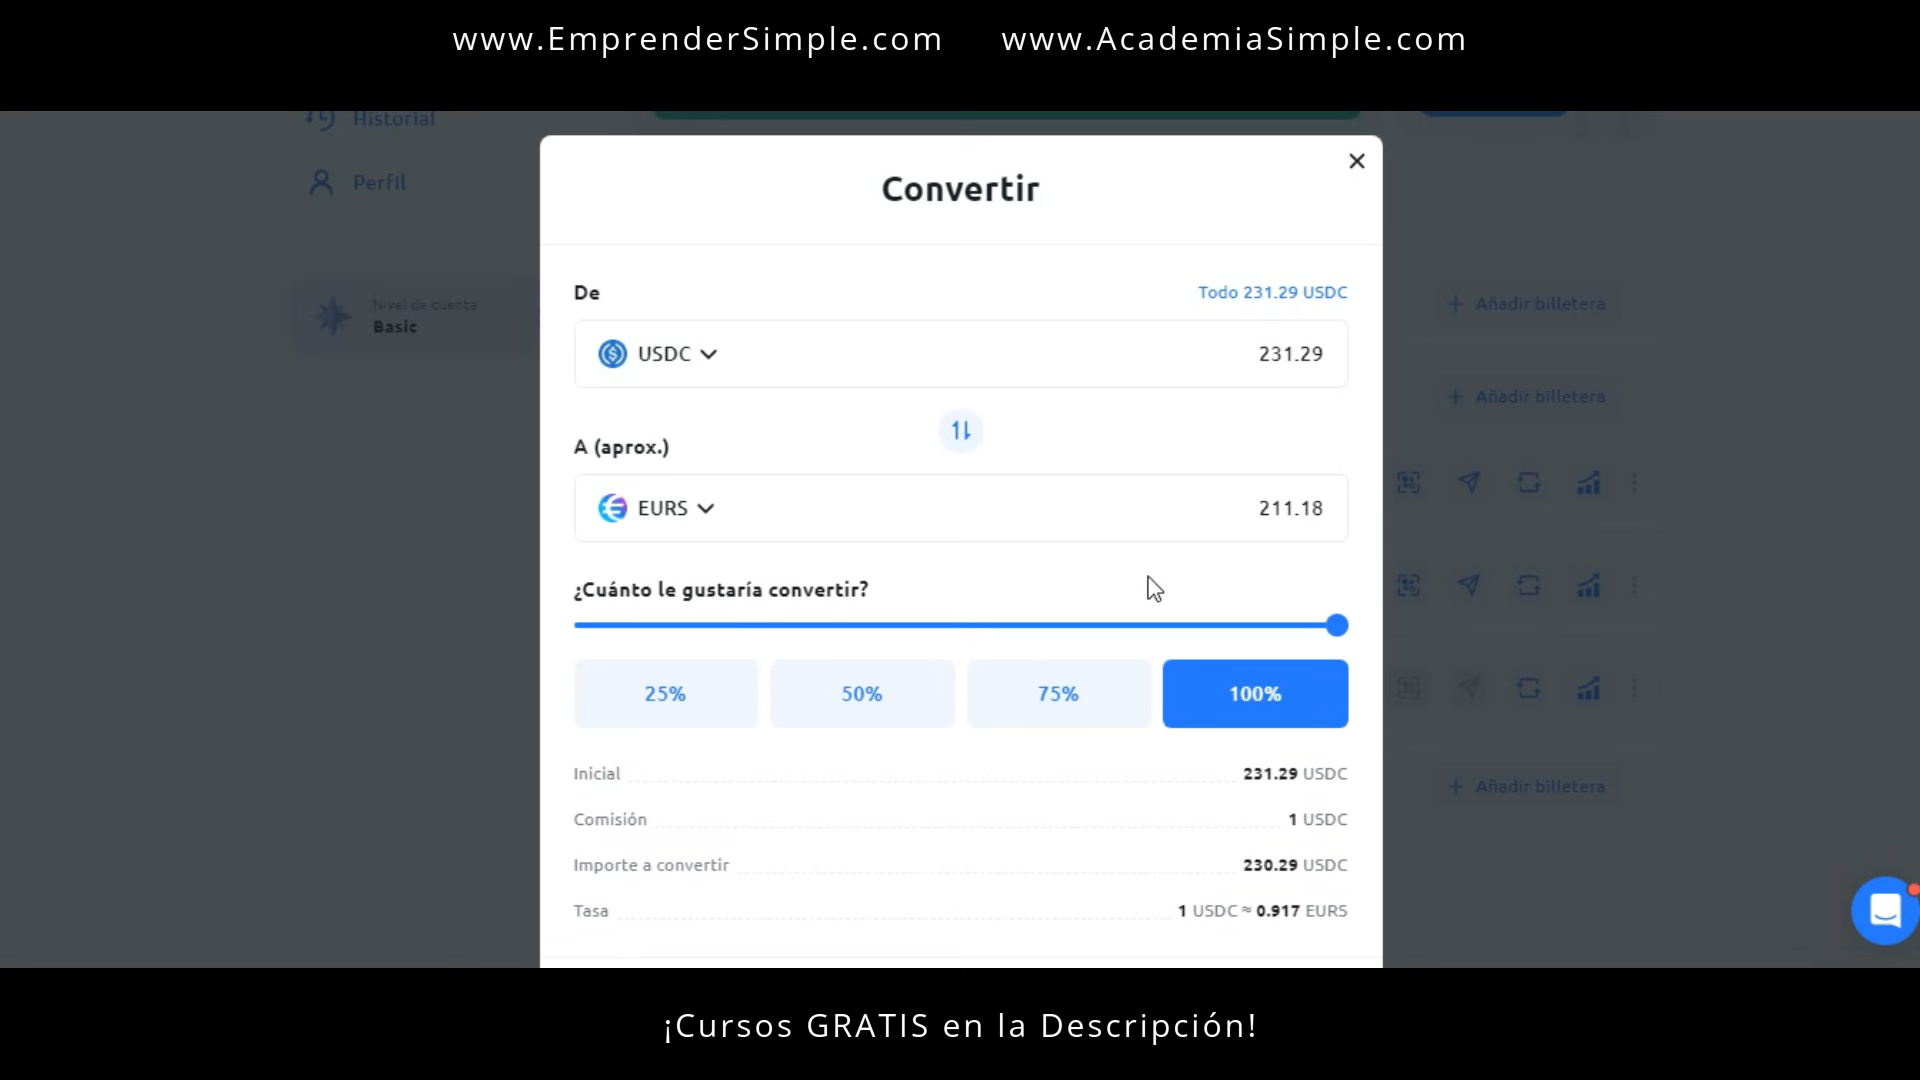 www.EmprenderSimple.com www.AcademiaSimple.com
Historial
Perfil
Nivel de cuenta
Basic
Convertir
De Todo 231.29 USDC
USDC 231.29
A (aprox.)
EURS 211.18
¿Cuánto le gustaría convertir?
25% 50% 75% 100%
Inicial 231.29 USDC
Comisión 1 USDC
Importe a convertir 230.29 USDC
Tasa 1 USDC ≈ 0.917 EURS
+ Añadir billetera
+ Añadir billetera
+ Añadir billetera
¡Cursos GRATIS en la Descripción!